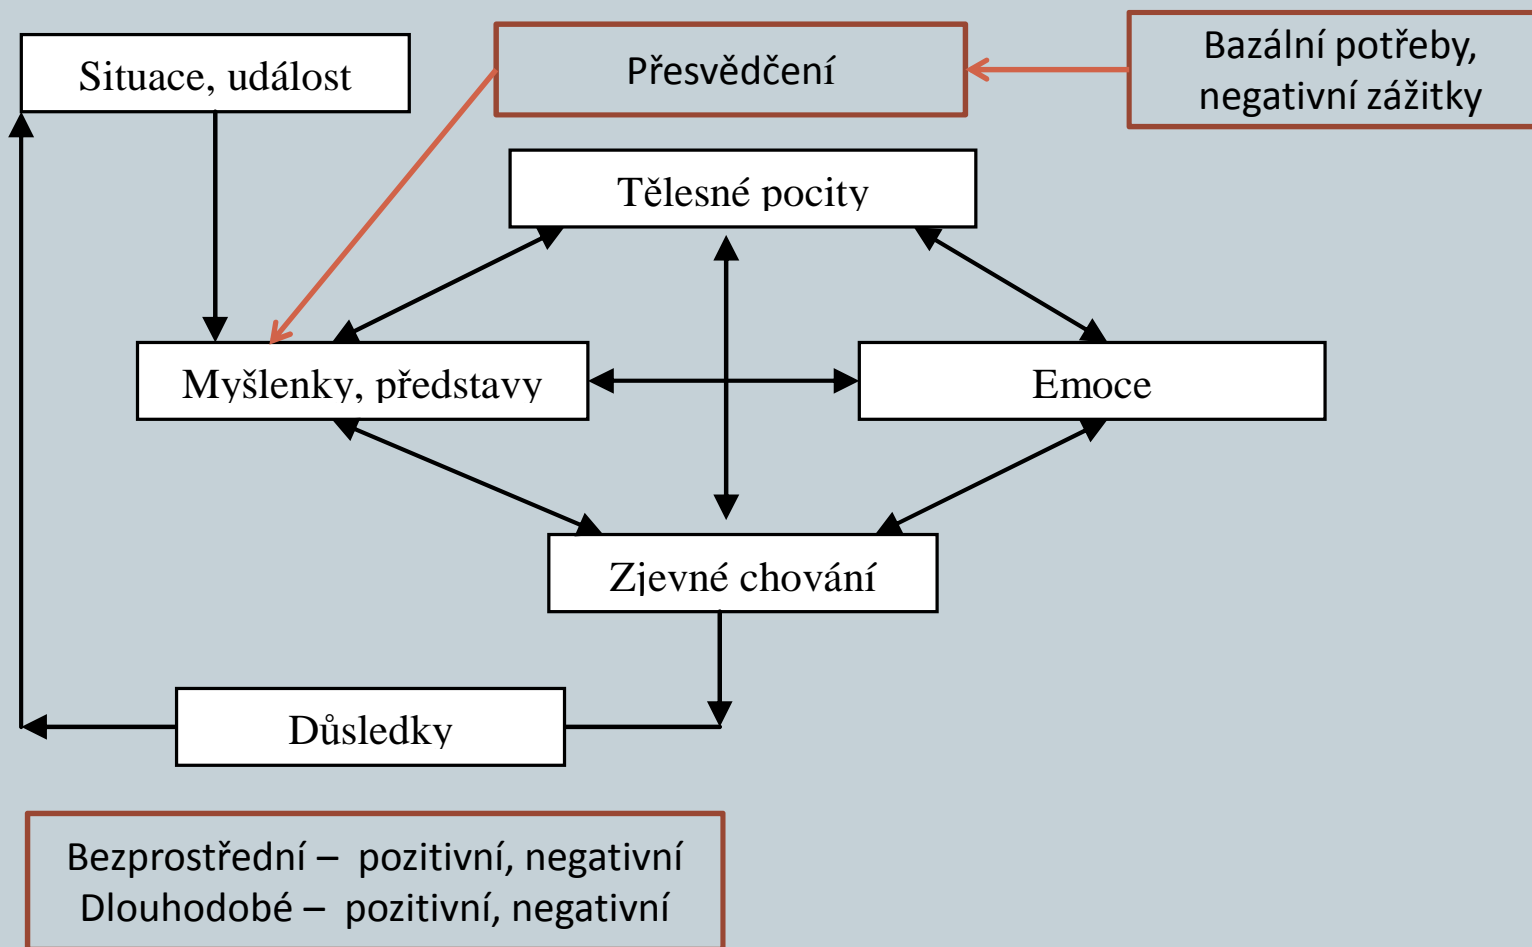 Situace, událost
Přesvědčení
Bazální potřeby,
negativní zážitky
Tělesné pocity
Myšlenky, představy
Emoce
Zjevné chování
Důsledky
Bezprostřední – pozitivní, negativní
Dlouhodobé – pozitivní, negativní